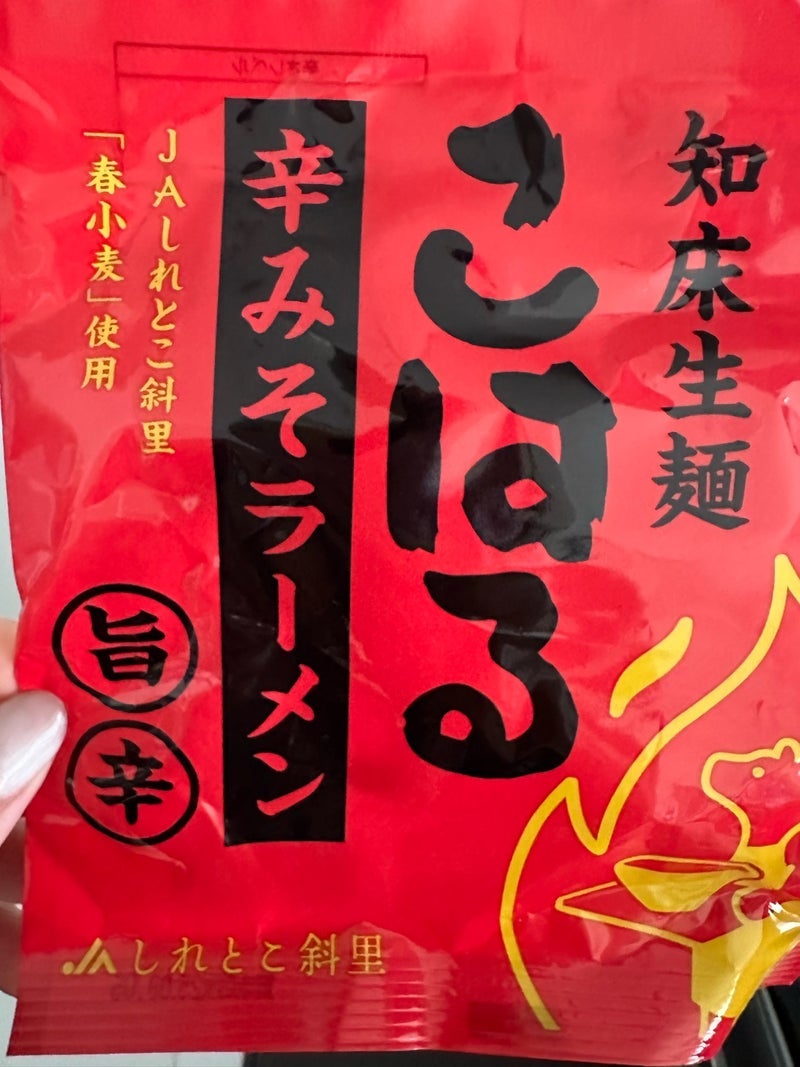 知床生麺
こはる
辛みそラーメン
JAしれとこ斜里
「春小麦」使用
旨
辛
JAしれとこ斜里